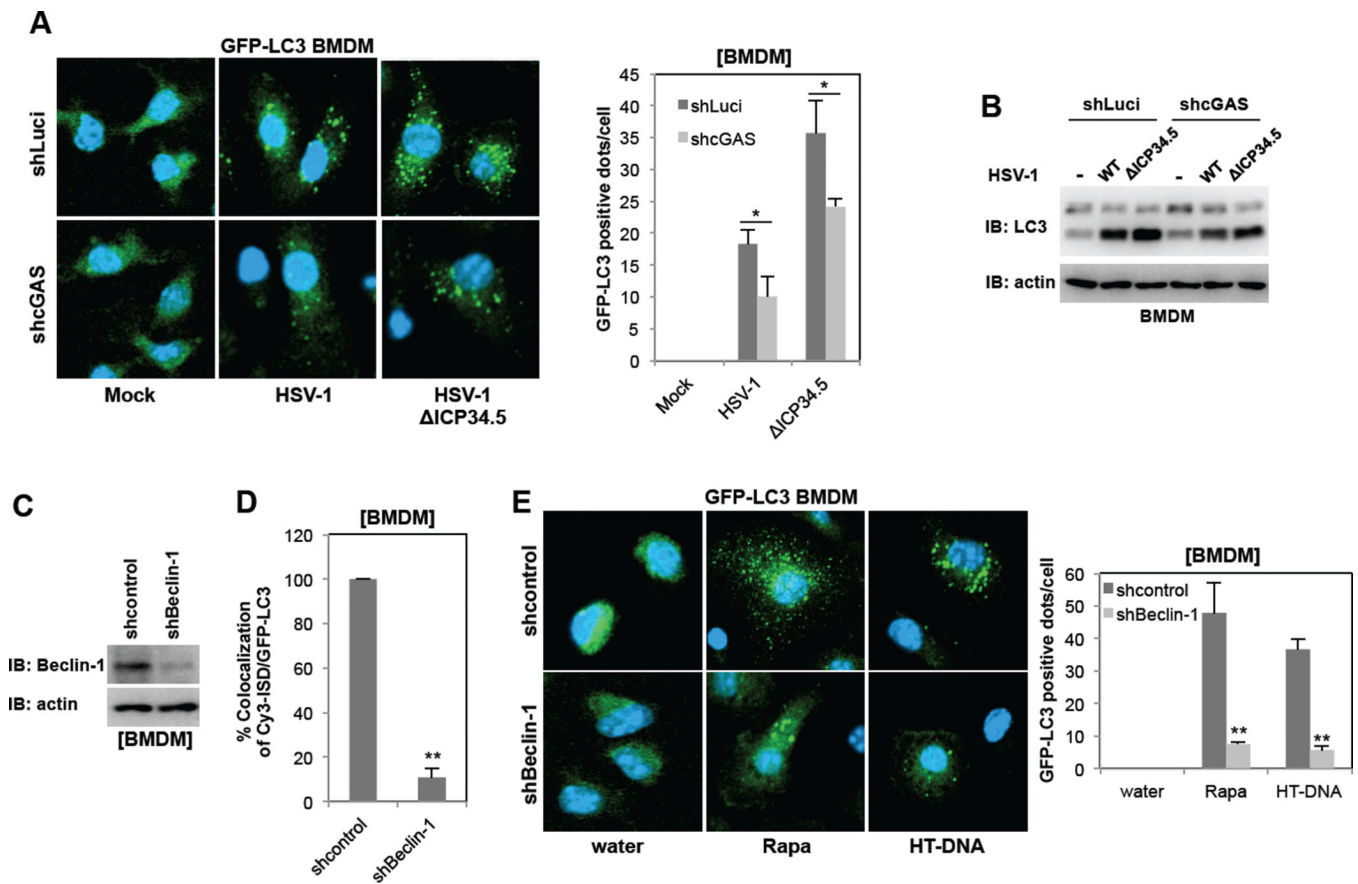 A
GFP-LC3 BMDM
shLuci
shcGAS
Mock
HSV-1
HSV-1
ΔICP34.5
[BMDM]
GFP-LC3 positive dots/cell
45
40
35
30
25
20
15
10
5
0
shLuci
shcGAS
*
*
Mock
HSV-1
ΔICP34.5
B
shLuci
shcGAS
HSV-1
- WT ΔICP34.5 - WT ΔICP34.5
IB: LC3
IB: actin
BMDM
C
shcontrol
shBeclin-1
IB: Beclin-1
IB: actin
[BMDM]
D
[BMDM]
% Colocalization
of Cy3-ISD/GFP-LC3
120
100
80
60
40
20
0
**
shcontrol
shBeclin-1
E
GFP-LC3 BMDM
shcontrol
shBeclin-1
water
Rapa
HT-DNA
[BMDM]
GFP-LC3 positive dots/cell
60
50
40
30
20
10
0
shcontrol
shBeclin-1
**
**
water
Rapa
HT-DNA